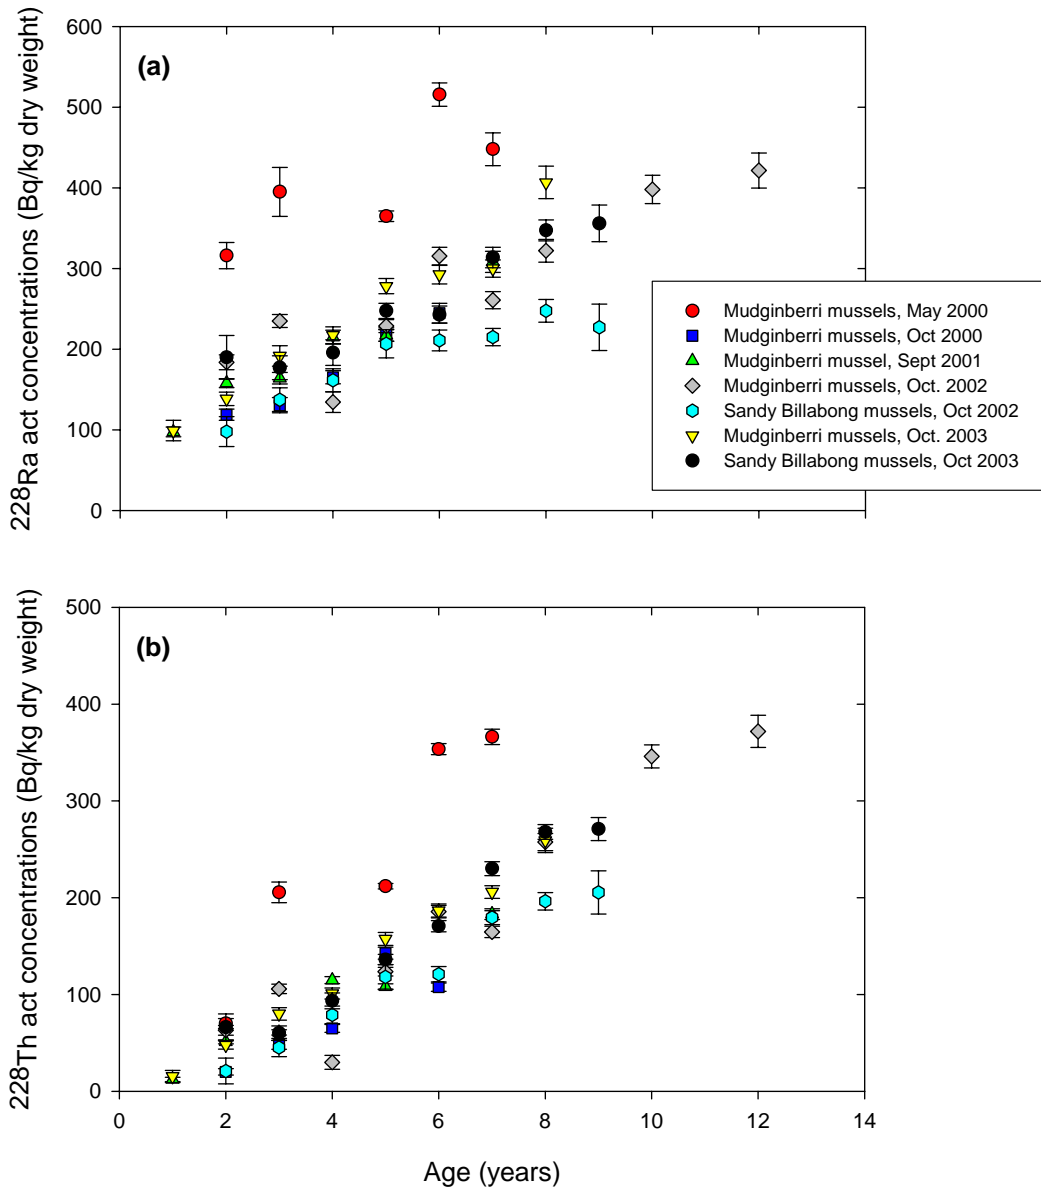 600
500
400
300
200
100
0
(a)
228Ra act concentrations (Bq/kg dry weight)
Mudginberri mussels, May 2000
Mudginberri mussels, Oct 2000
Mudginberri mussel, Sept 2001
Mudginberri mussels, Oct. 2002
Sandy Billabong mussels, Oct 2002
Mudginberri mussels, Oct. 2003
Sandy Billabong mussels, Oct 2003
500
400
300
200
100
0
(b)
228Th act concentrations (Bq/kg dry weight)
0 2 4 6 8 10 12 14
Age (years)